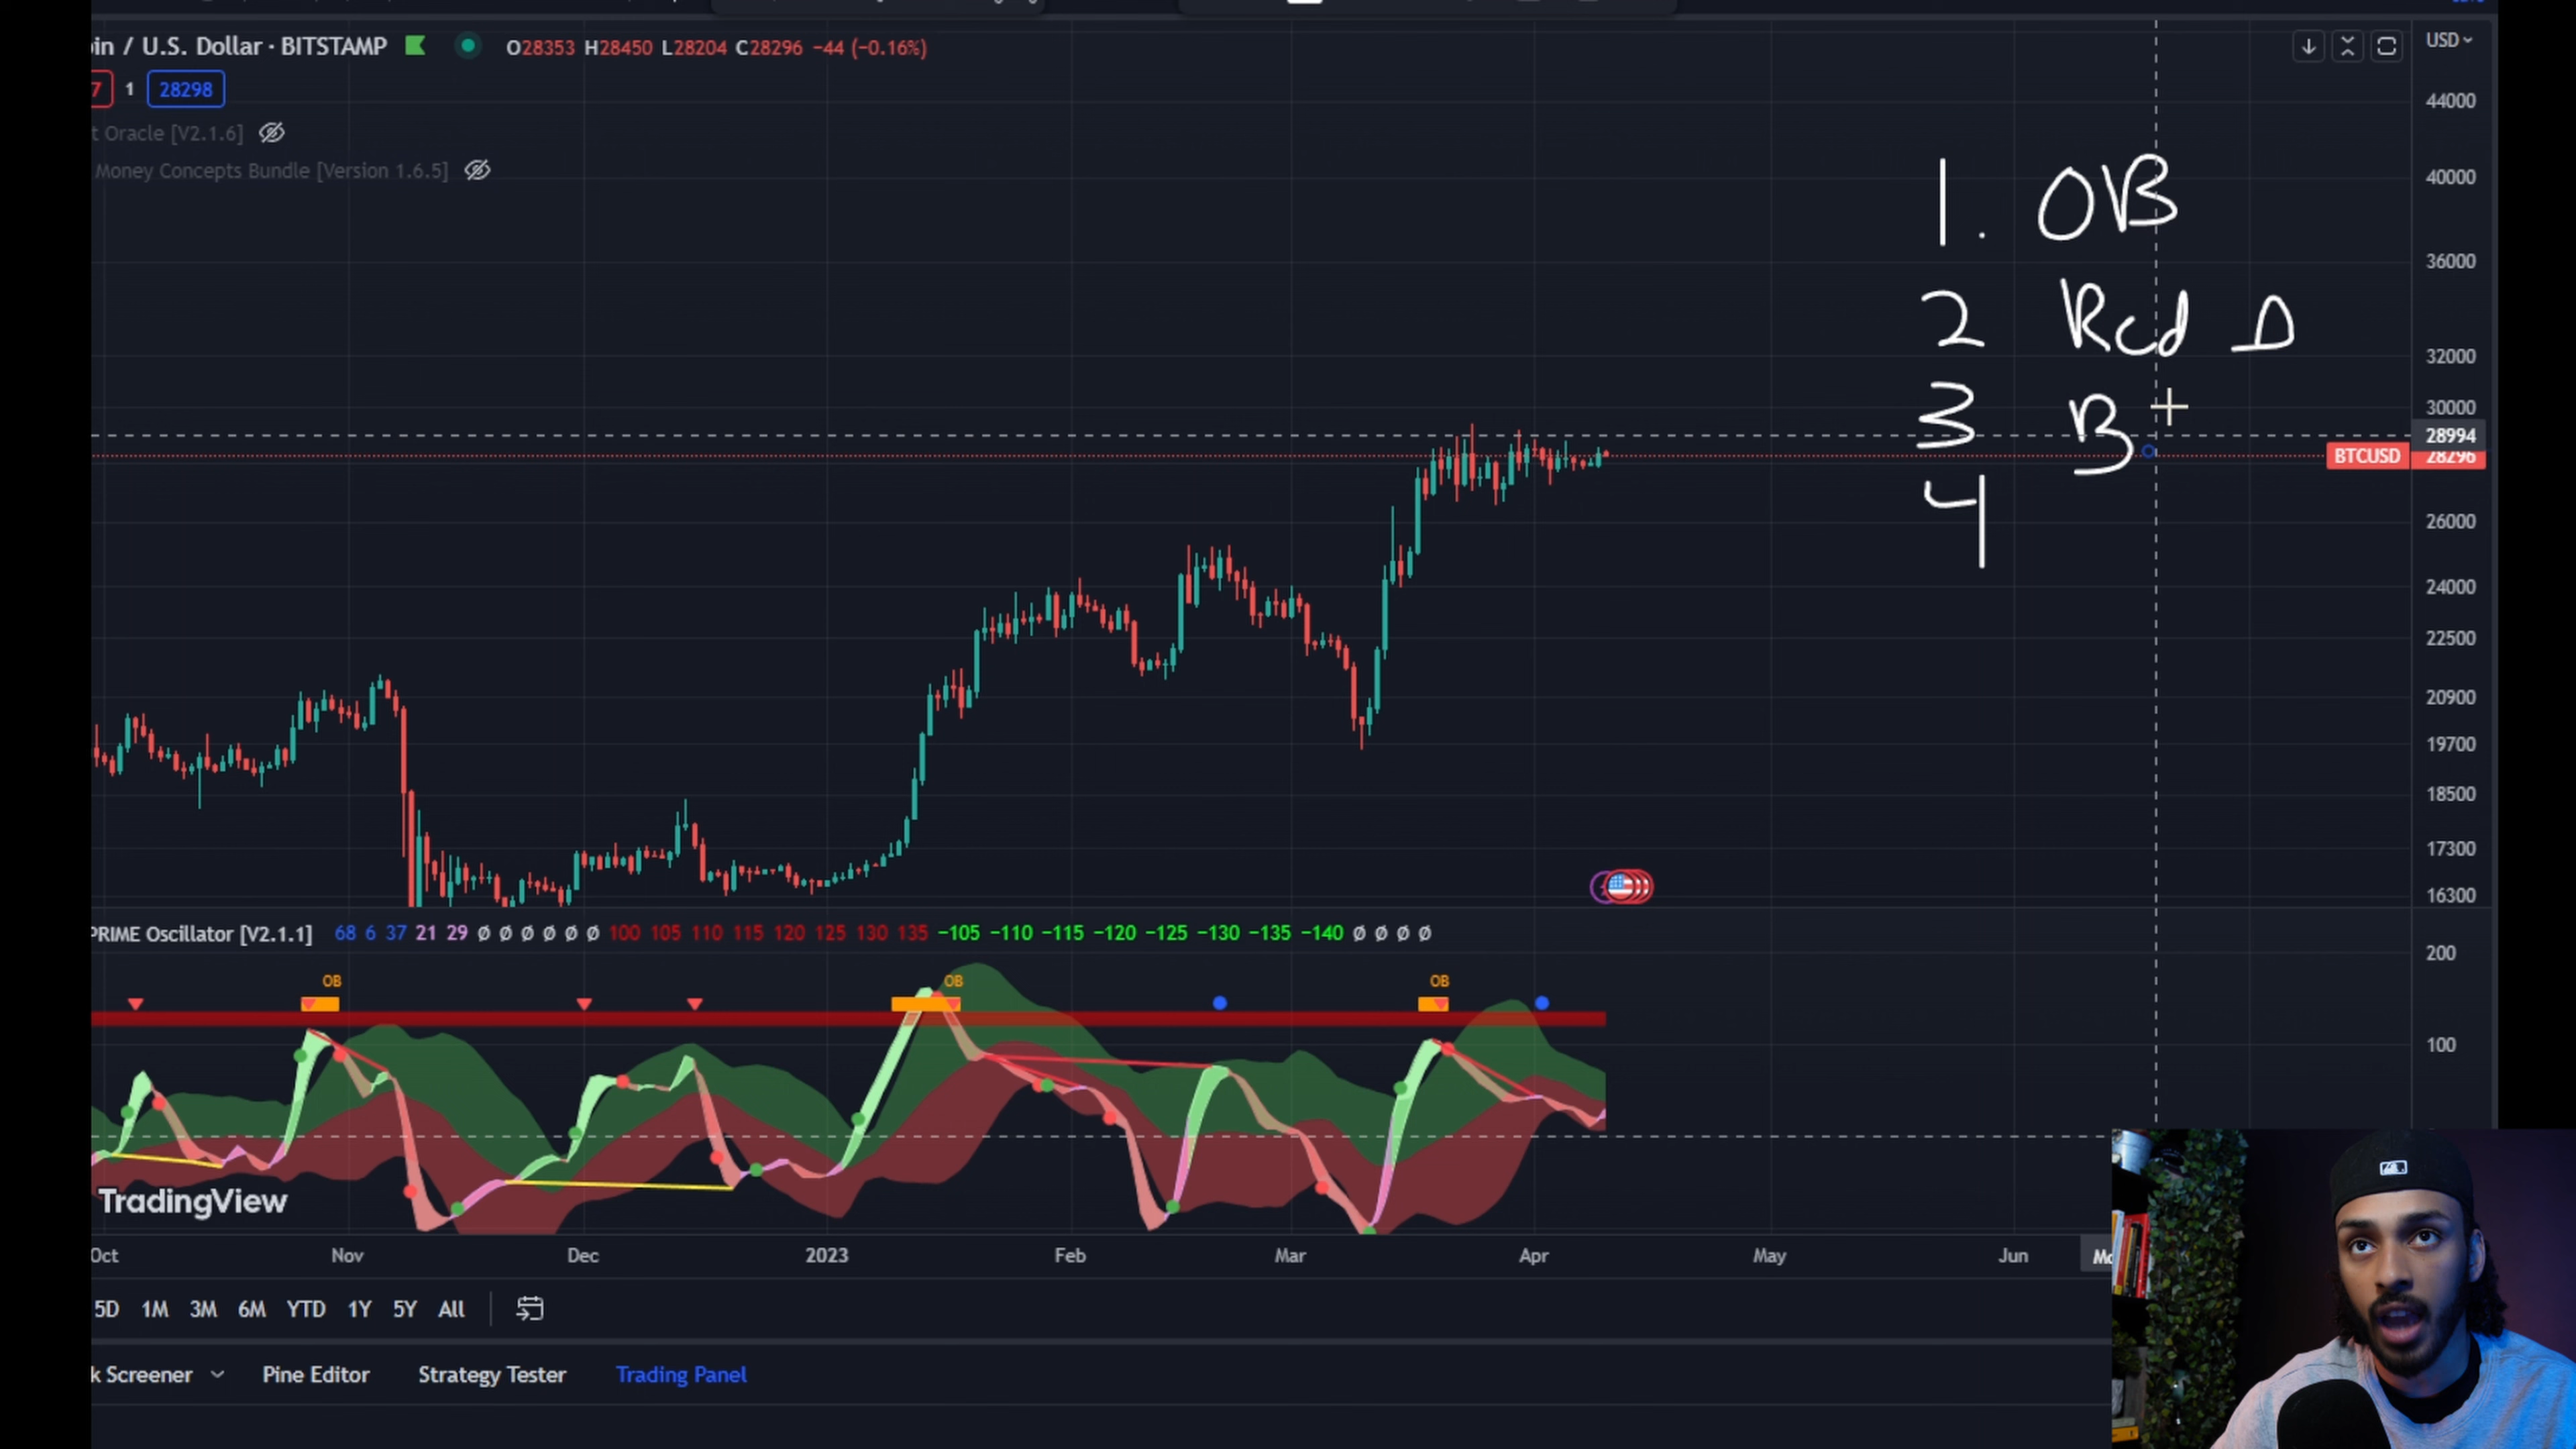 oin / U.S. Dollar · BITSTAMP O28353 H28450 L28204 C28296 −44 (−0.16%)
7 1 28298
t Oracle [V2.1.6]
Money Concepts Bundle [Version 1.6.5]
USD
44000
40000
36000
32000
30000
28994
BTCUSD 28296
26000
24000
22500
20900
19700
18500
17300
16300
1. OB
2 Red D
3 B
4
PRIME Oscillator [V2.1.1] 68 6 37 21 29 ø ø ø ø ø ø 100 105 110 115 120 125 130 135 −105 −110 −115 −120 −125 −130 −135 −140 ø ø ø ø
200
OB OB OB
100
TradingView
Oct Nov Dec 2023 Feb Mar Apr May Jun Mo
5D 1M 3M 6M YTD 1Y 5Y All
k Screener Pine Editor Strategy Tester Trading Panel